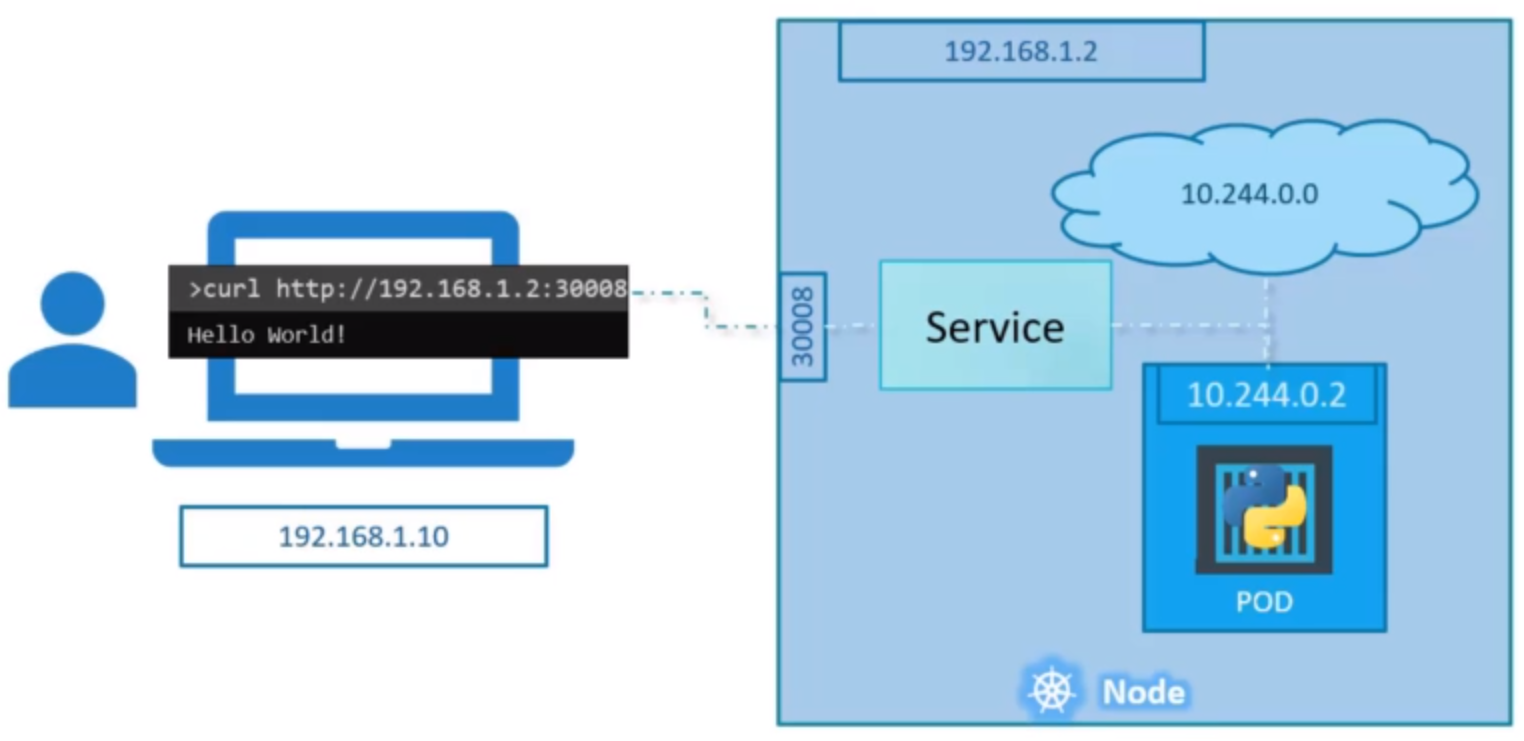 192.168.1.2
10.244.0.0
>curl http://192.168.1.2:30008
Hello World!
30008
Service
10.244.0.2
POD
192.168.1.10
Node